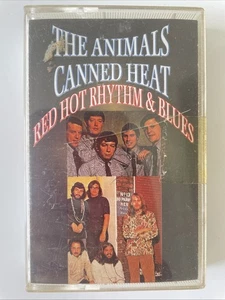 THE ANIMALS
CANNED HEAT
RED HOT RHYTHM & BLUES